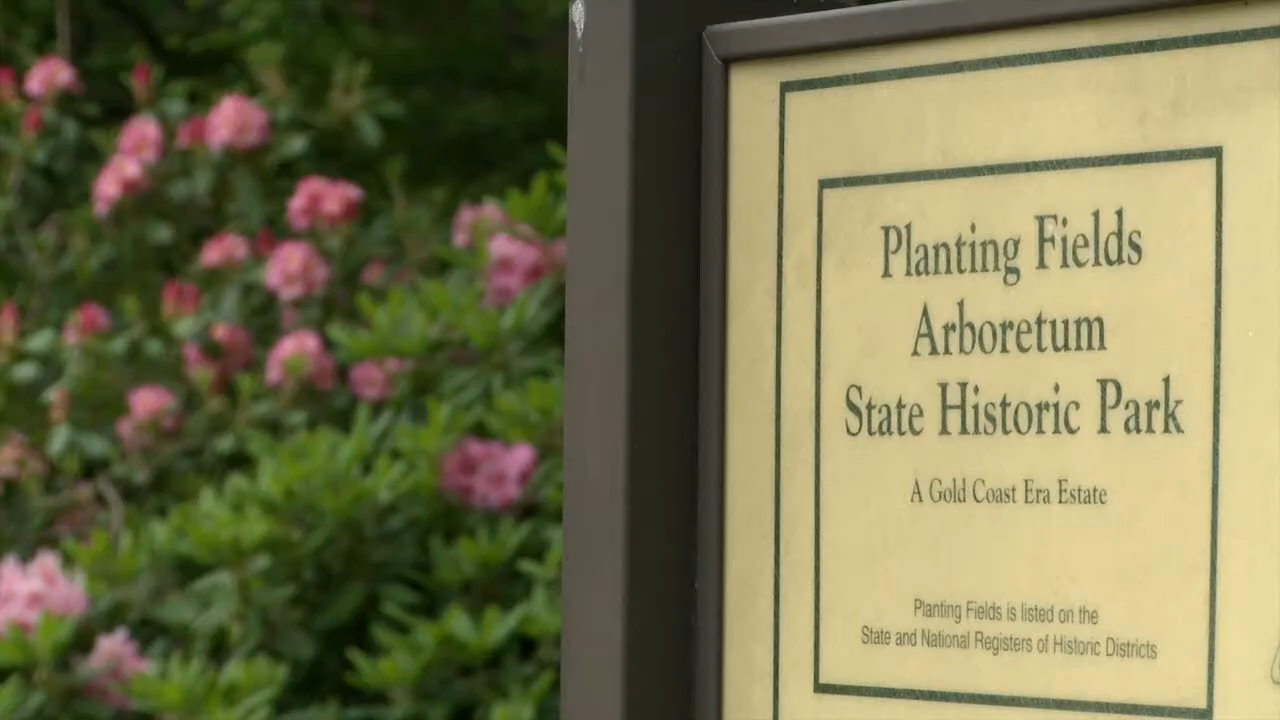 Planting Fields
Arboretum
State Historic Park
A Gold Coast Era Estate
Planting Fields is listed on the
State and National Registers of Historic Districts